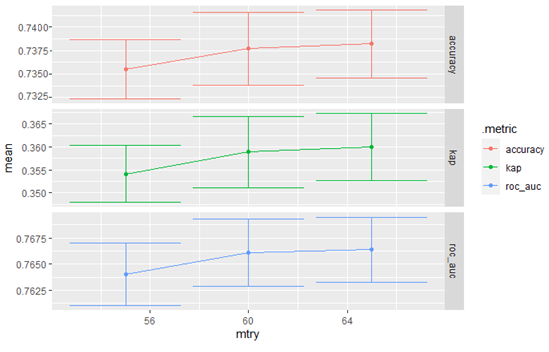 0.7400
0.7375
0.7350
0.7325
accuracy
0.365
0.360
0.355
0.350
kap
0.7675
0.7650
0.7625
roc_auc
mean
56
60
64
mtry
.metric
accuracy
kap
roc_auc